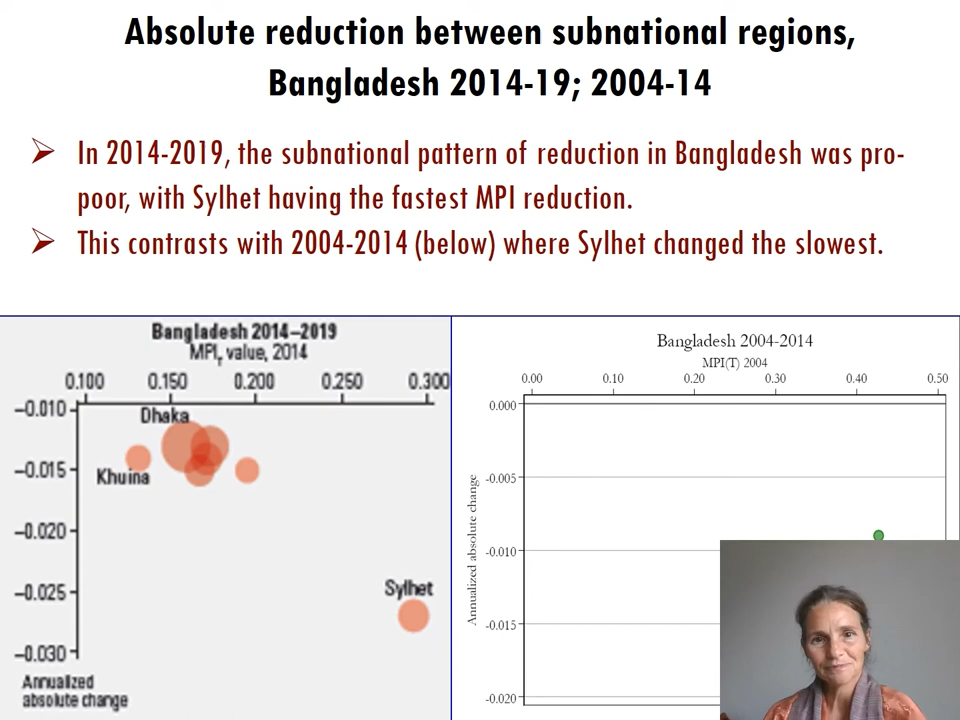 Absolute reduction between subnational regions,
Bangladesh 2014-19; 2004-14
In 2014-2019, the subnational pattern of reduction in Bangladesh was pro-
poor, with Sylhet having the fastest MPI reduction.
This contrasts with 2004-2014 (below) where Sylhet changed the slowest.
Bangladesh 2014–2019
MPIT value, 2014
0.100 0.150 0.200 0.250 0.300
–0.010
Dhaka
–0.015
Khuina
–0.020
–0.025
Sylhet
–0.030
Annualized
absolute change
Bangladesh 2004-2014
MPI(T) 2004
0.00 0.10 0.20 0.30 0.40 0.50
0.000
-0.005
-0.010
-0.015
-0.020
Annualized absolute change